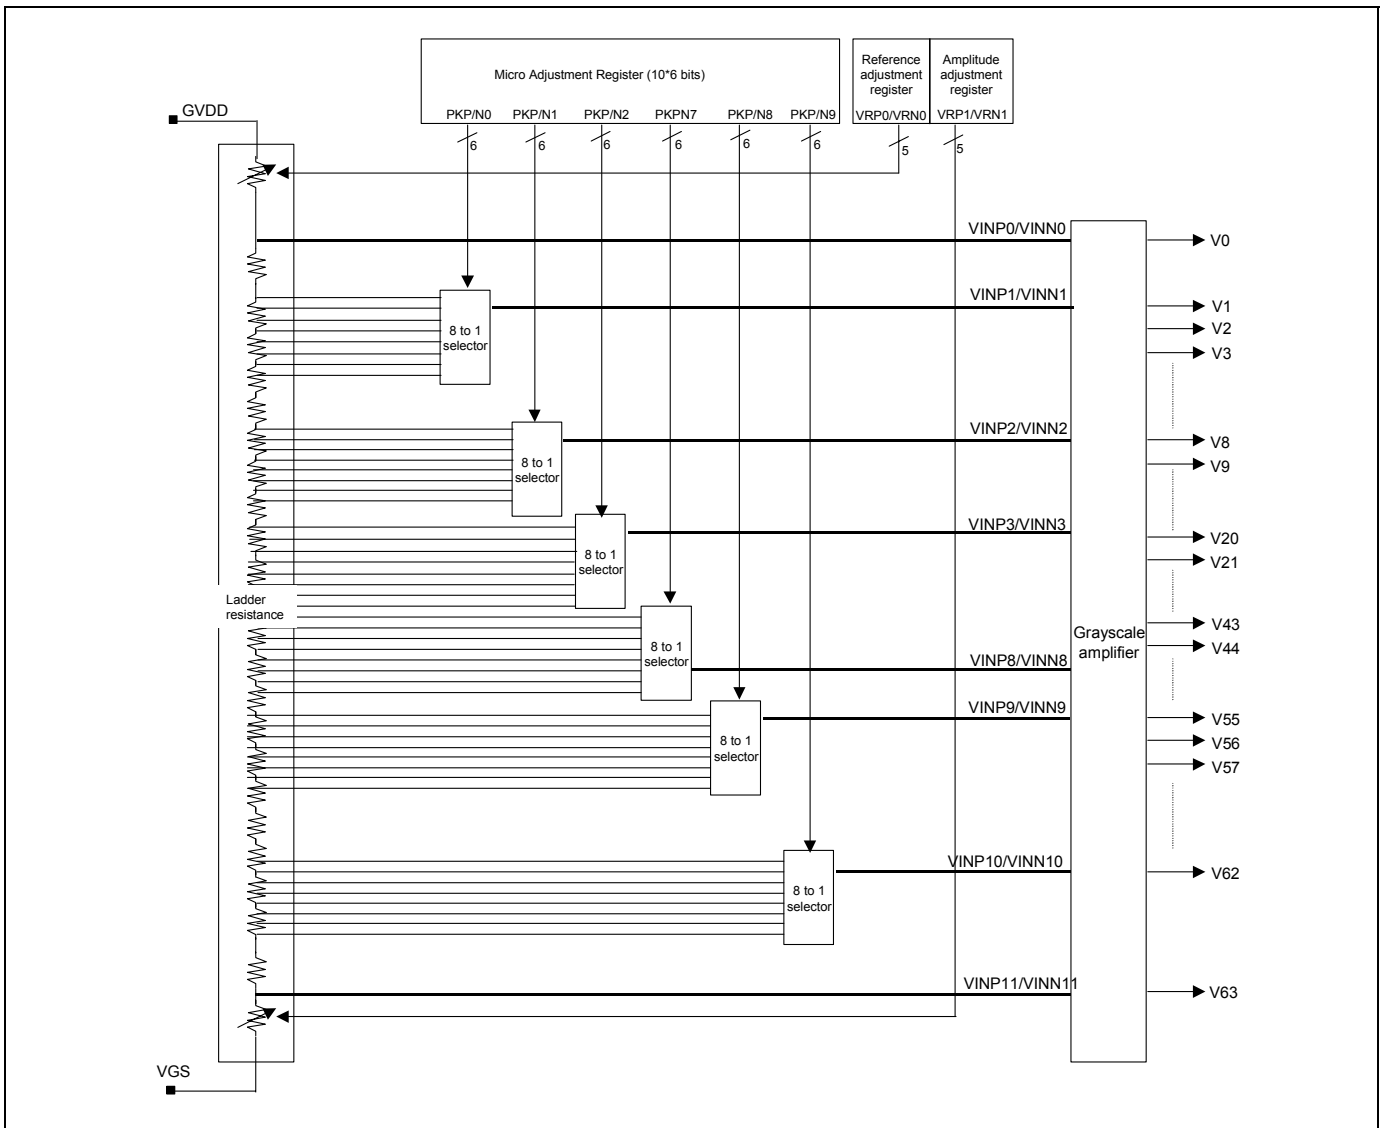 Micro Adjustment Register (10*6 bits)
PKP/N0 PKP/N1 PKP/N2 PKPN7 PKP/N8 PKP/N9
Reference
adjustment
register
VRP0/VRN0
Amplitude
adjustment
register
VRP1/VRN1
6 6 6 6 6 6 5 5
GVDD
VINP0/VINN0
V0
VINP1/VINN1
V1
8 to 1
selector
V2
V3
VINP2/VINN2
V8
8 to 1
selector
V9
VINP3/VINN3
V20
8 to 1
selector
V21
Ladder
resistance
V43
Grayscale
amplifier
8 to 1
selector
V44
VINP8/VINN8
VINP9/VINN9
V55
8 to 1
selector
V56
V57
VINP10/VINN10
V62
8 to 1
selector
VINP11/VINN11
V63
VGS